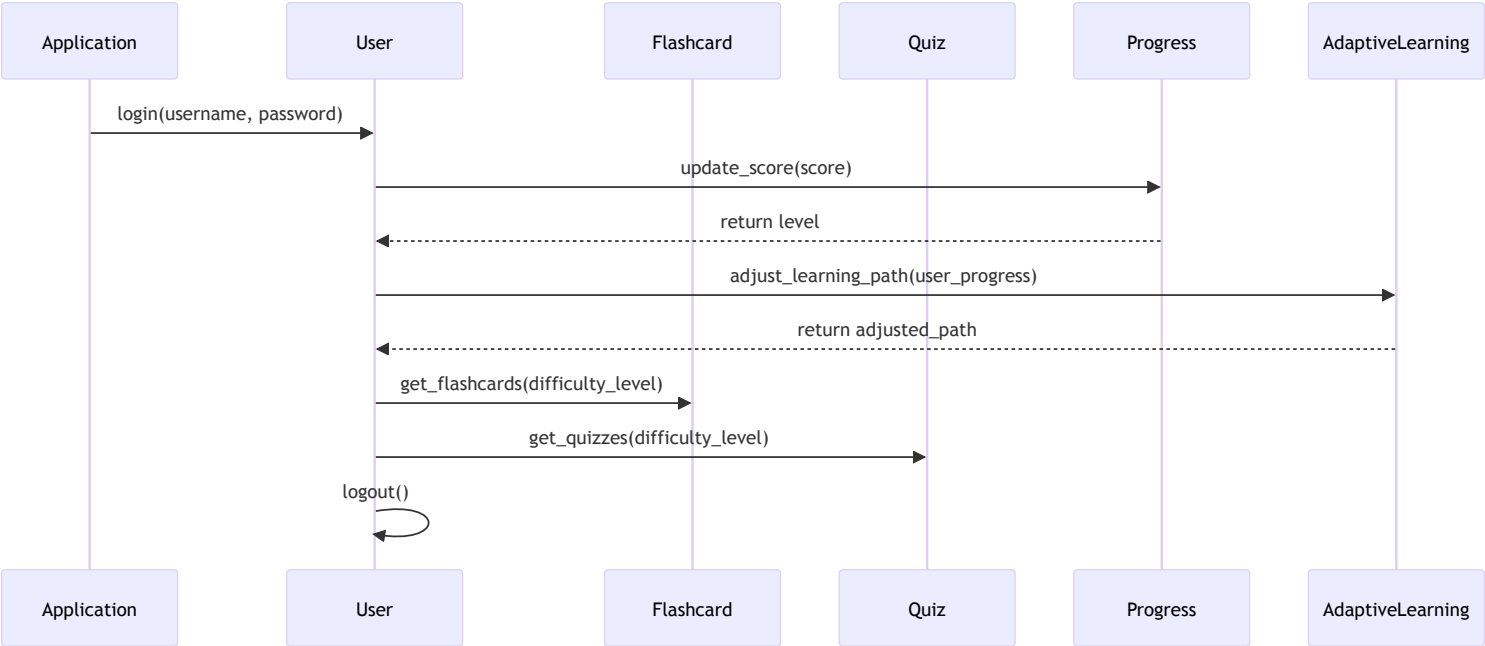 Application User Flashcard Quiz Progress AdaptiveLearning
login(username, password)
update_score(score)
return level
adjust_learning_path(user_progress)
return adjusted_path
get_flashcards(difficulty_level)
get_quizzes(difficulty_level)
logout()
Application User Flashcard Quiz Progress AdaptiveLearning